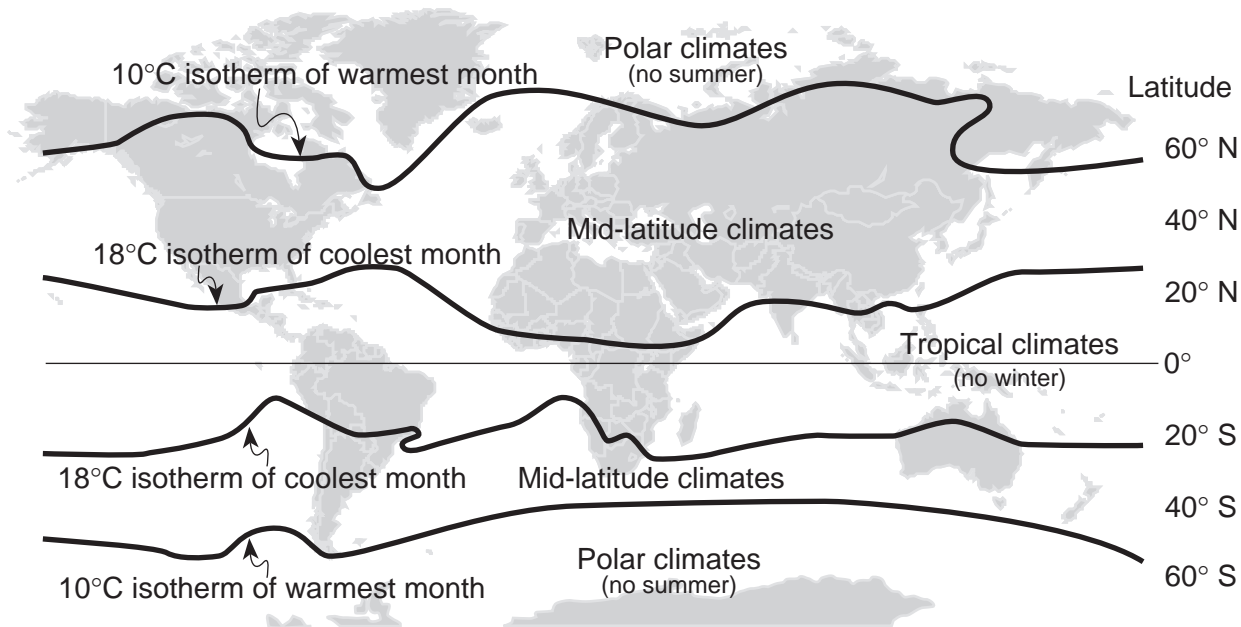 Polar climates
(no summer)
10°C isotherm of warmest month
Latitude
60° N
40° N
Mid-latitude climates
18°C isotherm of coolest month
20° N
Tropical climates
(no winter)
0°
20° S
18°C isotherm of coolest month
Mid-latitude climates
40° S
Polar climates
(no summer)
10°C isotherm of warmest month
60° S